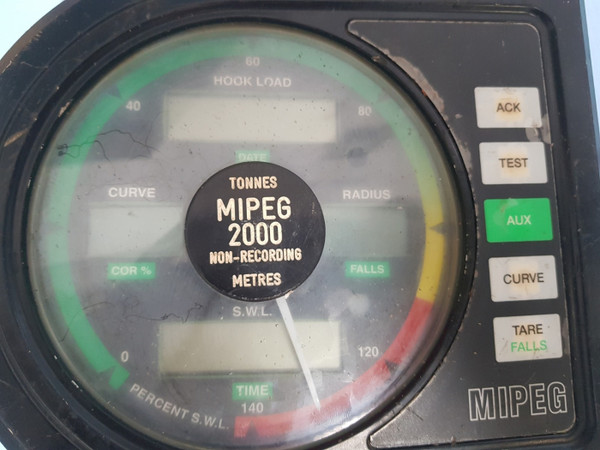 60
HOOK LOAD
40
80
DATE
CURVE
RADIUS
TONNES
MIPEG
2000
NON-RECORDING
METRES
COR %
FALLS
S.W.L.
0
120
TIME
140
PERCENT S.W.L.
ACK
TEST
AUX
CURVE
TARE
FALLS
MIPEG